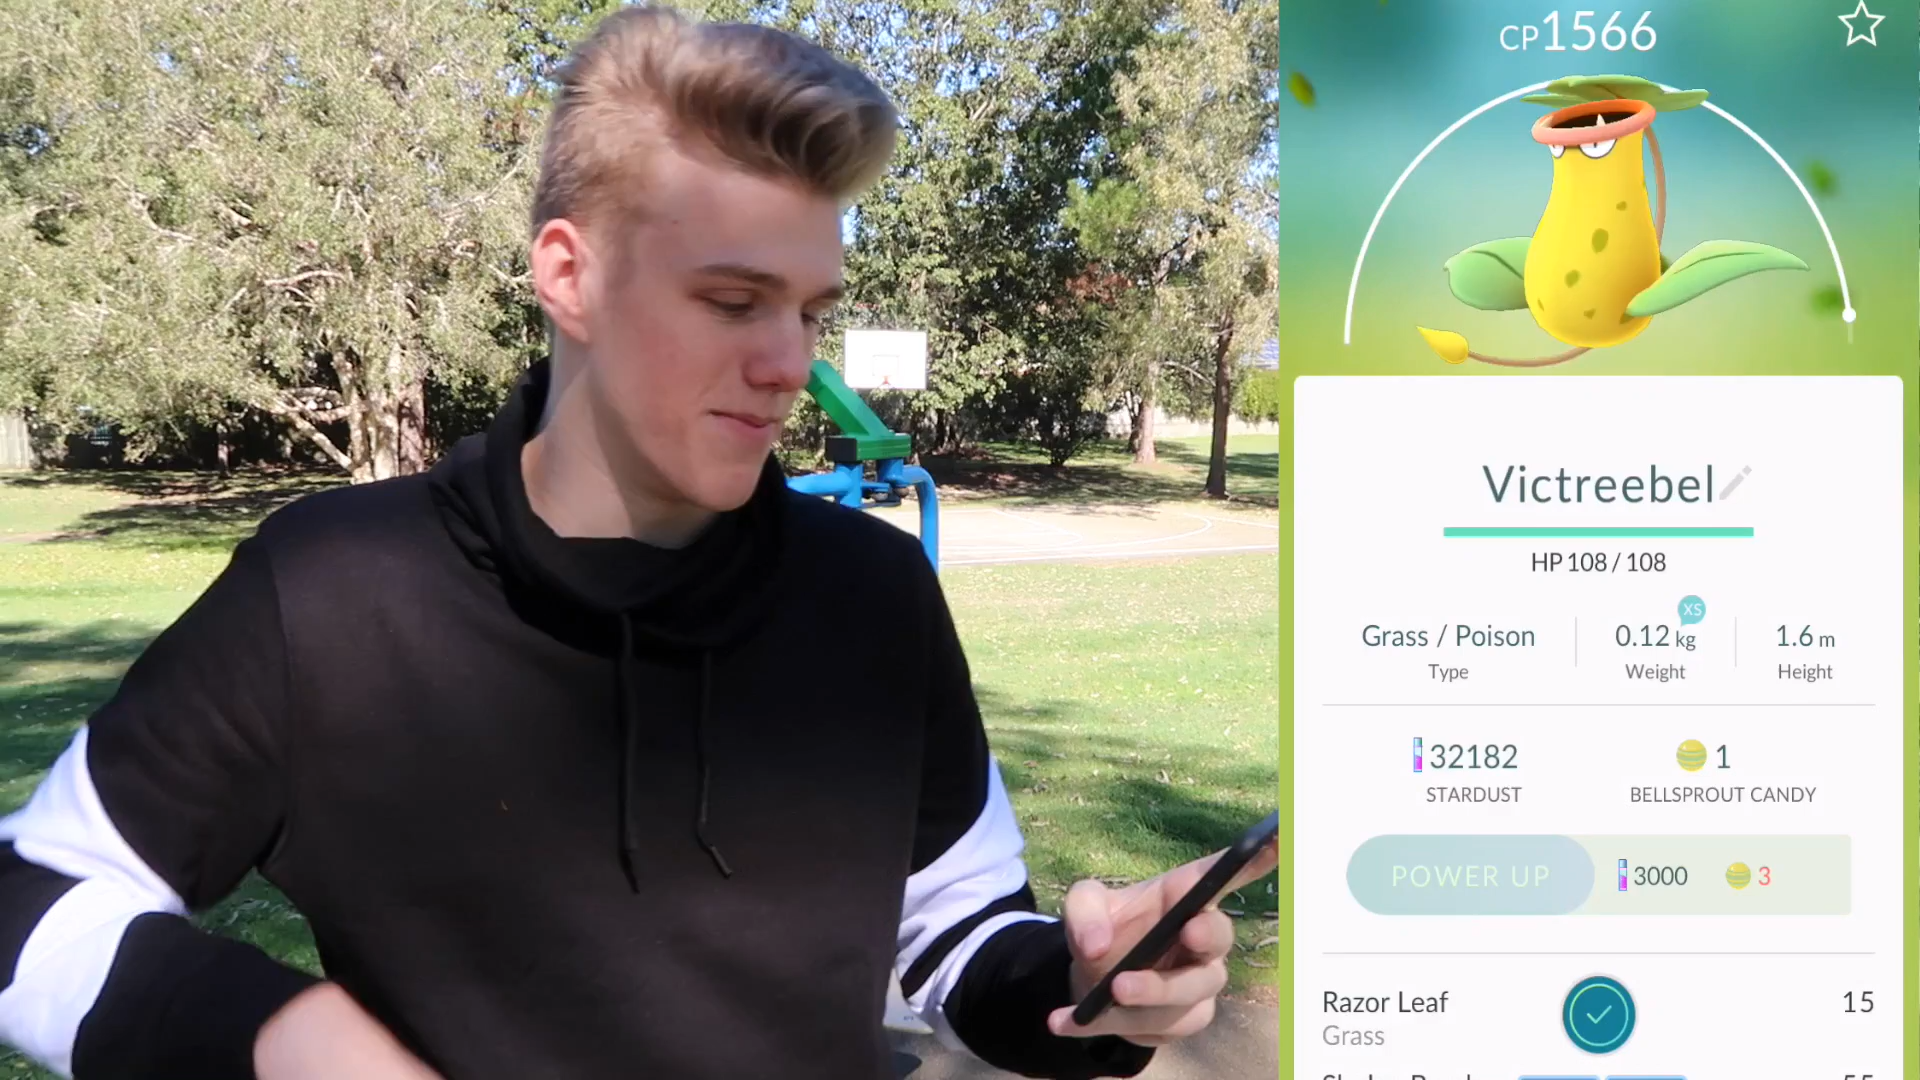 CP1566
Victreebel
HP 108 / 108
XS
Grass / Poison
0.12 kg
1.6 m
Type
Weight
Height
32182
1
STARDUST
BELLSPROUT CANDY
POWER UP
3000
3
Razor Leaf
15
Grass